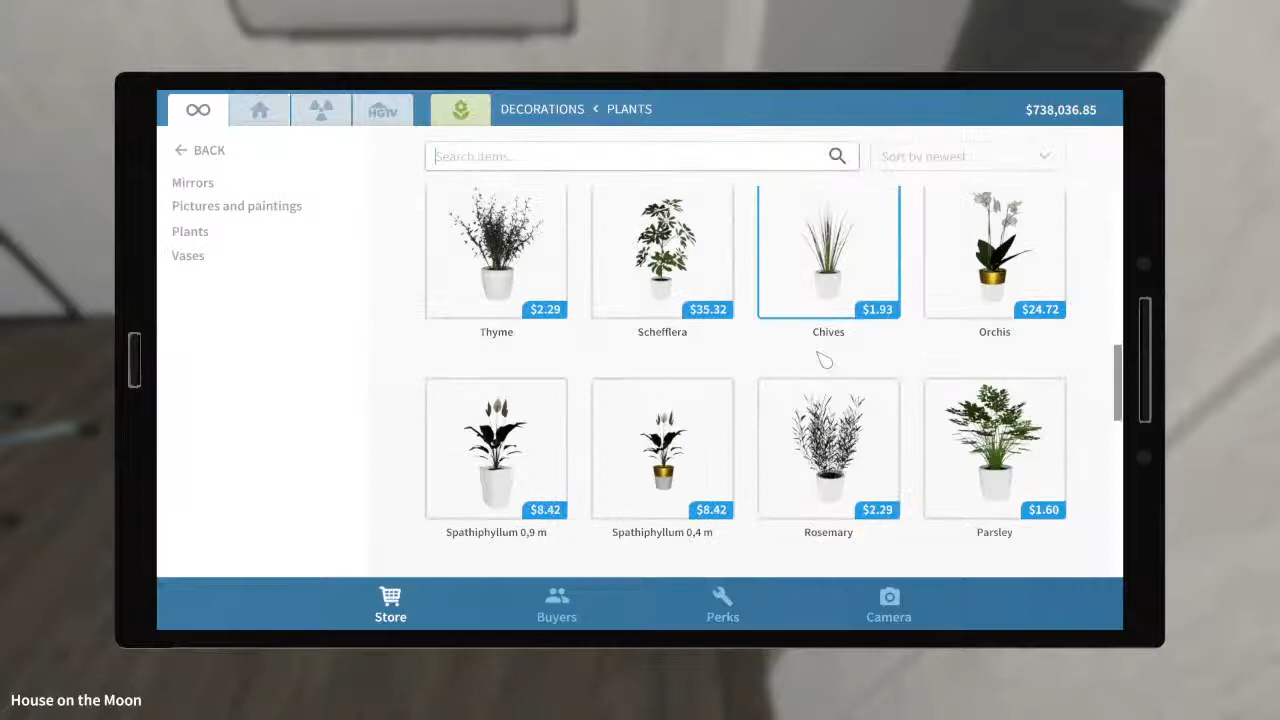 HGTV
DECORATIONS < PLANTS
$738,036.85
BACK
Mirrors
Pictures and paintings
Plants
Vases
Search items...
Sort by newest
$2.29
$35.32
$1.93
$24.72
Thyme
Schefflera
Chives
Orchis
$8.42
$8.42
$2.29
$1.60
Spathiphyllum 0,9 m
Spathiphyllum 0,4 m
Rosemary
Parsley
Store
Buyers
Perks
Camera
House on the Moon